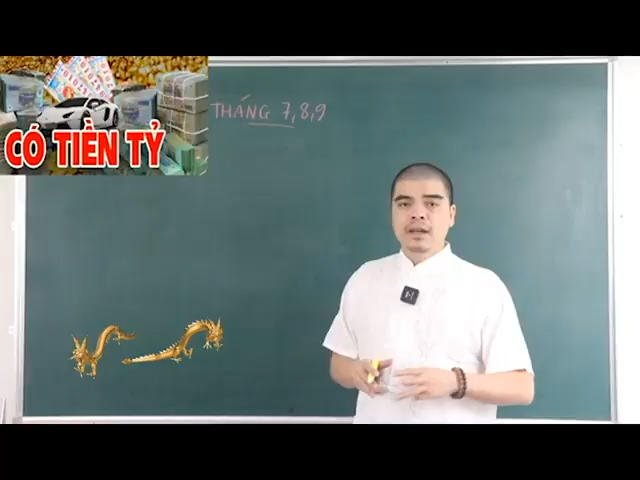 THÁNG 7,8,9
CÓ TIỀN TỶ